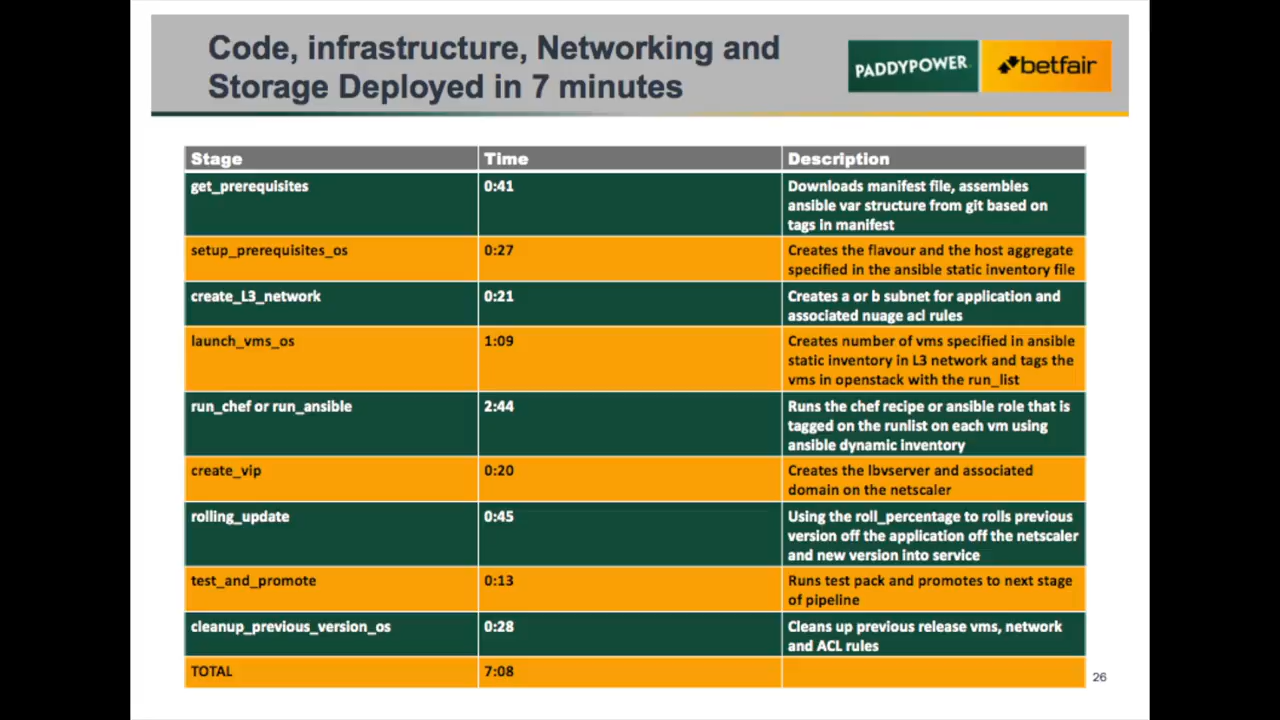 Code, infrastructure, Networking and
Storage Deployed in 7 minutes
PADDYPOWER.
betfair
Stage Time Description
get_prerequisites 0:41 Downloads manifest file, assembles
ansible var structure from git based on
tags in manifest
setup_prerequisites_os 0:27 Creates the flavour and the host aggregate
specified in the ansible static inventory file
create_L3_network 0:21 Creates a or b subnet for application and
associated nuage acl rules
launch_vms_os 1:09 Creates number of vms specified in ansible
static inventory in L3 network and tags the
vms in openstack with the run_list
run_chef or run_ansible 2:44 Runs the chef recipe or ansible role that is
tagged on the runlist on each vm using
ansible dynamic inventory
create_vip 0:20 Creates the lbvserver and associated
domain on the netscaler
rolling_update 0:45 Using the roll_percentage to rolls previous
version off the application off the netscaler
and new version into service
test_and_promote 0:13 Runs test pack and promotes to next stage
of pipeline
cleanup_previous_version_os 0:28 Cleans up previous release vms, network
and ACL rules
TOTAL 7:08
26